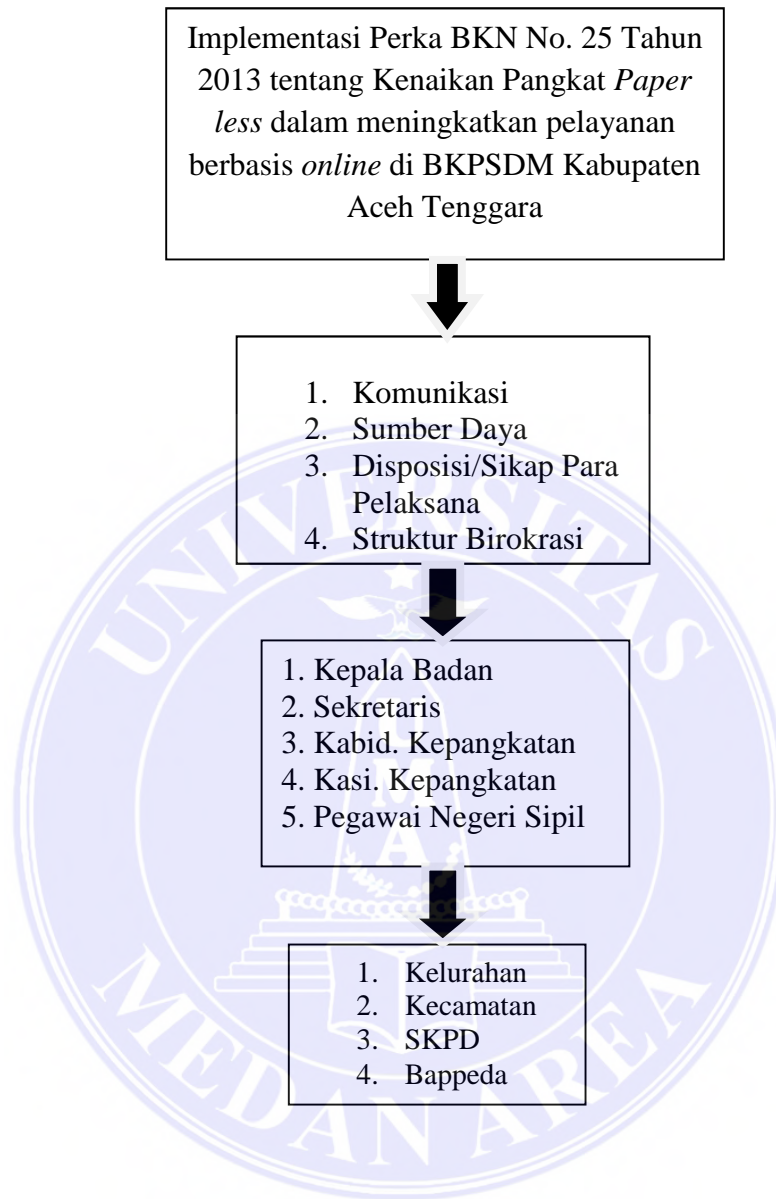 Implementasi Perka BKN No. 25 Tahun
2013 tentang Kenaikan Pangkat Paper
less dalam meningkatkan pelayanan
berbasis online di BKPSDM Kabupaten
Aceh Tenggara
1. Komunikasi
2. Sumber Daya
3. Disposisi/Sikap Para
Pelaksana
4. Struktur Birokrasi
1. Kepala Badan
2. Sekretaris
3. Kabid. Kepangkatan
4. Kasi. Kepangkatan
5. Pegawai Negeri Sipil
1. Kelurahan
2. Kecamatan
3. SKPD
4. Bappeda
UNIVERSITAS
MEDAN AREA
U
M
A